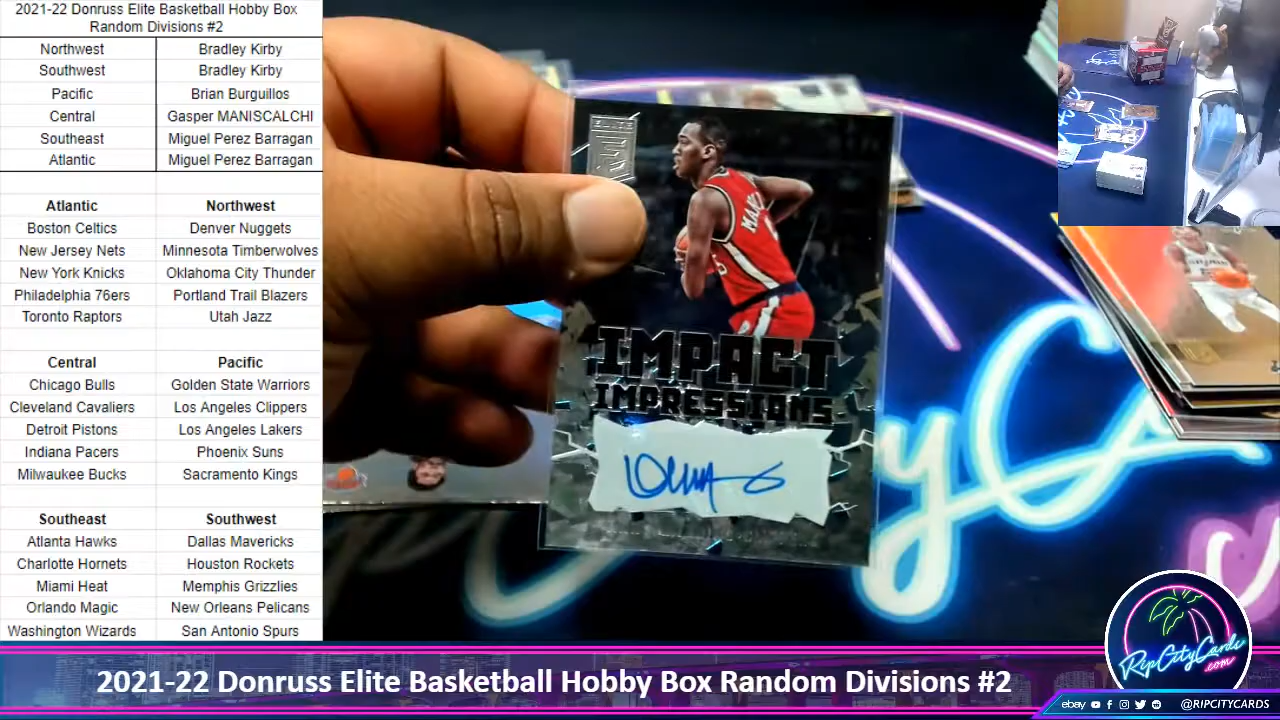 2021-22 Donruss Elite Basketball Hobby Box
Random Divisions #2
Northwest Bradley Kirby
Southwest Bradley Kirby
Pacific Brian Burguillos
Central Gasper MANISCALCHI
Southeast Miguel Perez Barragan
Atlantic Miguel Perez Barragan
Atlantic Northwest
Boston Celtics Denver Nuggets
New Jersey Nets Minnesota Timberwolves
New York Knicks Oklahoma City Thunder
Philadelphia 76ers Portland Trail Blazers
Toronto Raptors Utah Jazz
Central Pacific
Chicago Bulls Golden State Warriors
Cleveland Cavaliers Los Angeles Clippers
Detroit Pistons Los Angeles Lakers
Indiana Pacers Phoenix Suns
Milwaukee Bucks Sacramento Kings
Southeast Southwest
Atlanta Hawks Dallas Mavericks
Charlotte Hornets Houston Rockets
Miami Heat Memphis Grizzlies
Orlando Magic New Orleans Pelicans
Washington Wizards San Antonio Spurs
ELITE
IMPACT
IMPRESSIONS
RipCityCards
.com
2021-22 Donruss Elite Basketball Hobby Box Random Divisions #2
ebay @RIPCITYCARDS